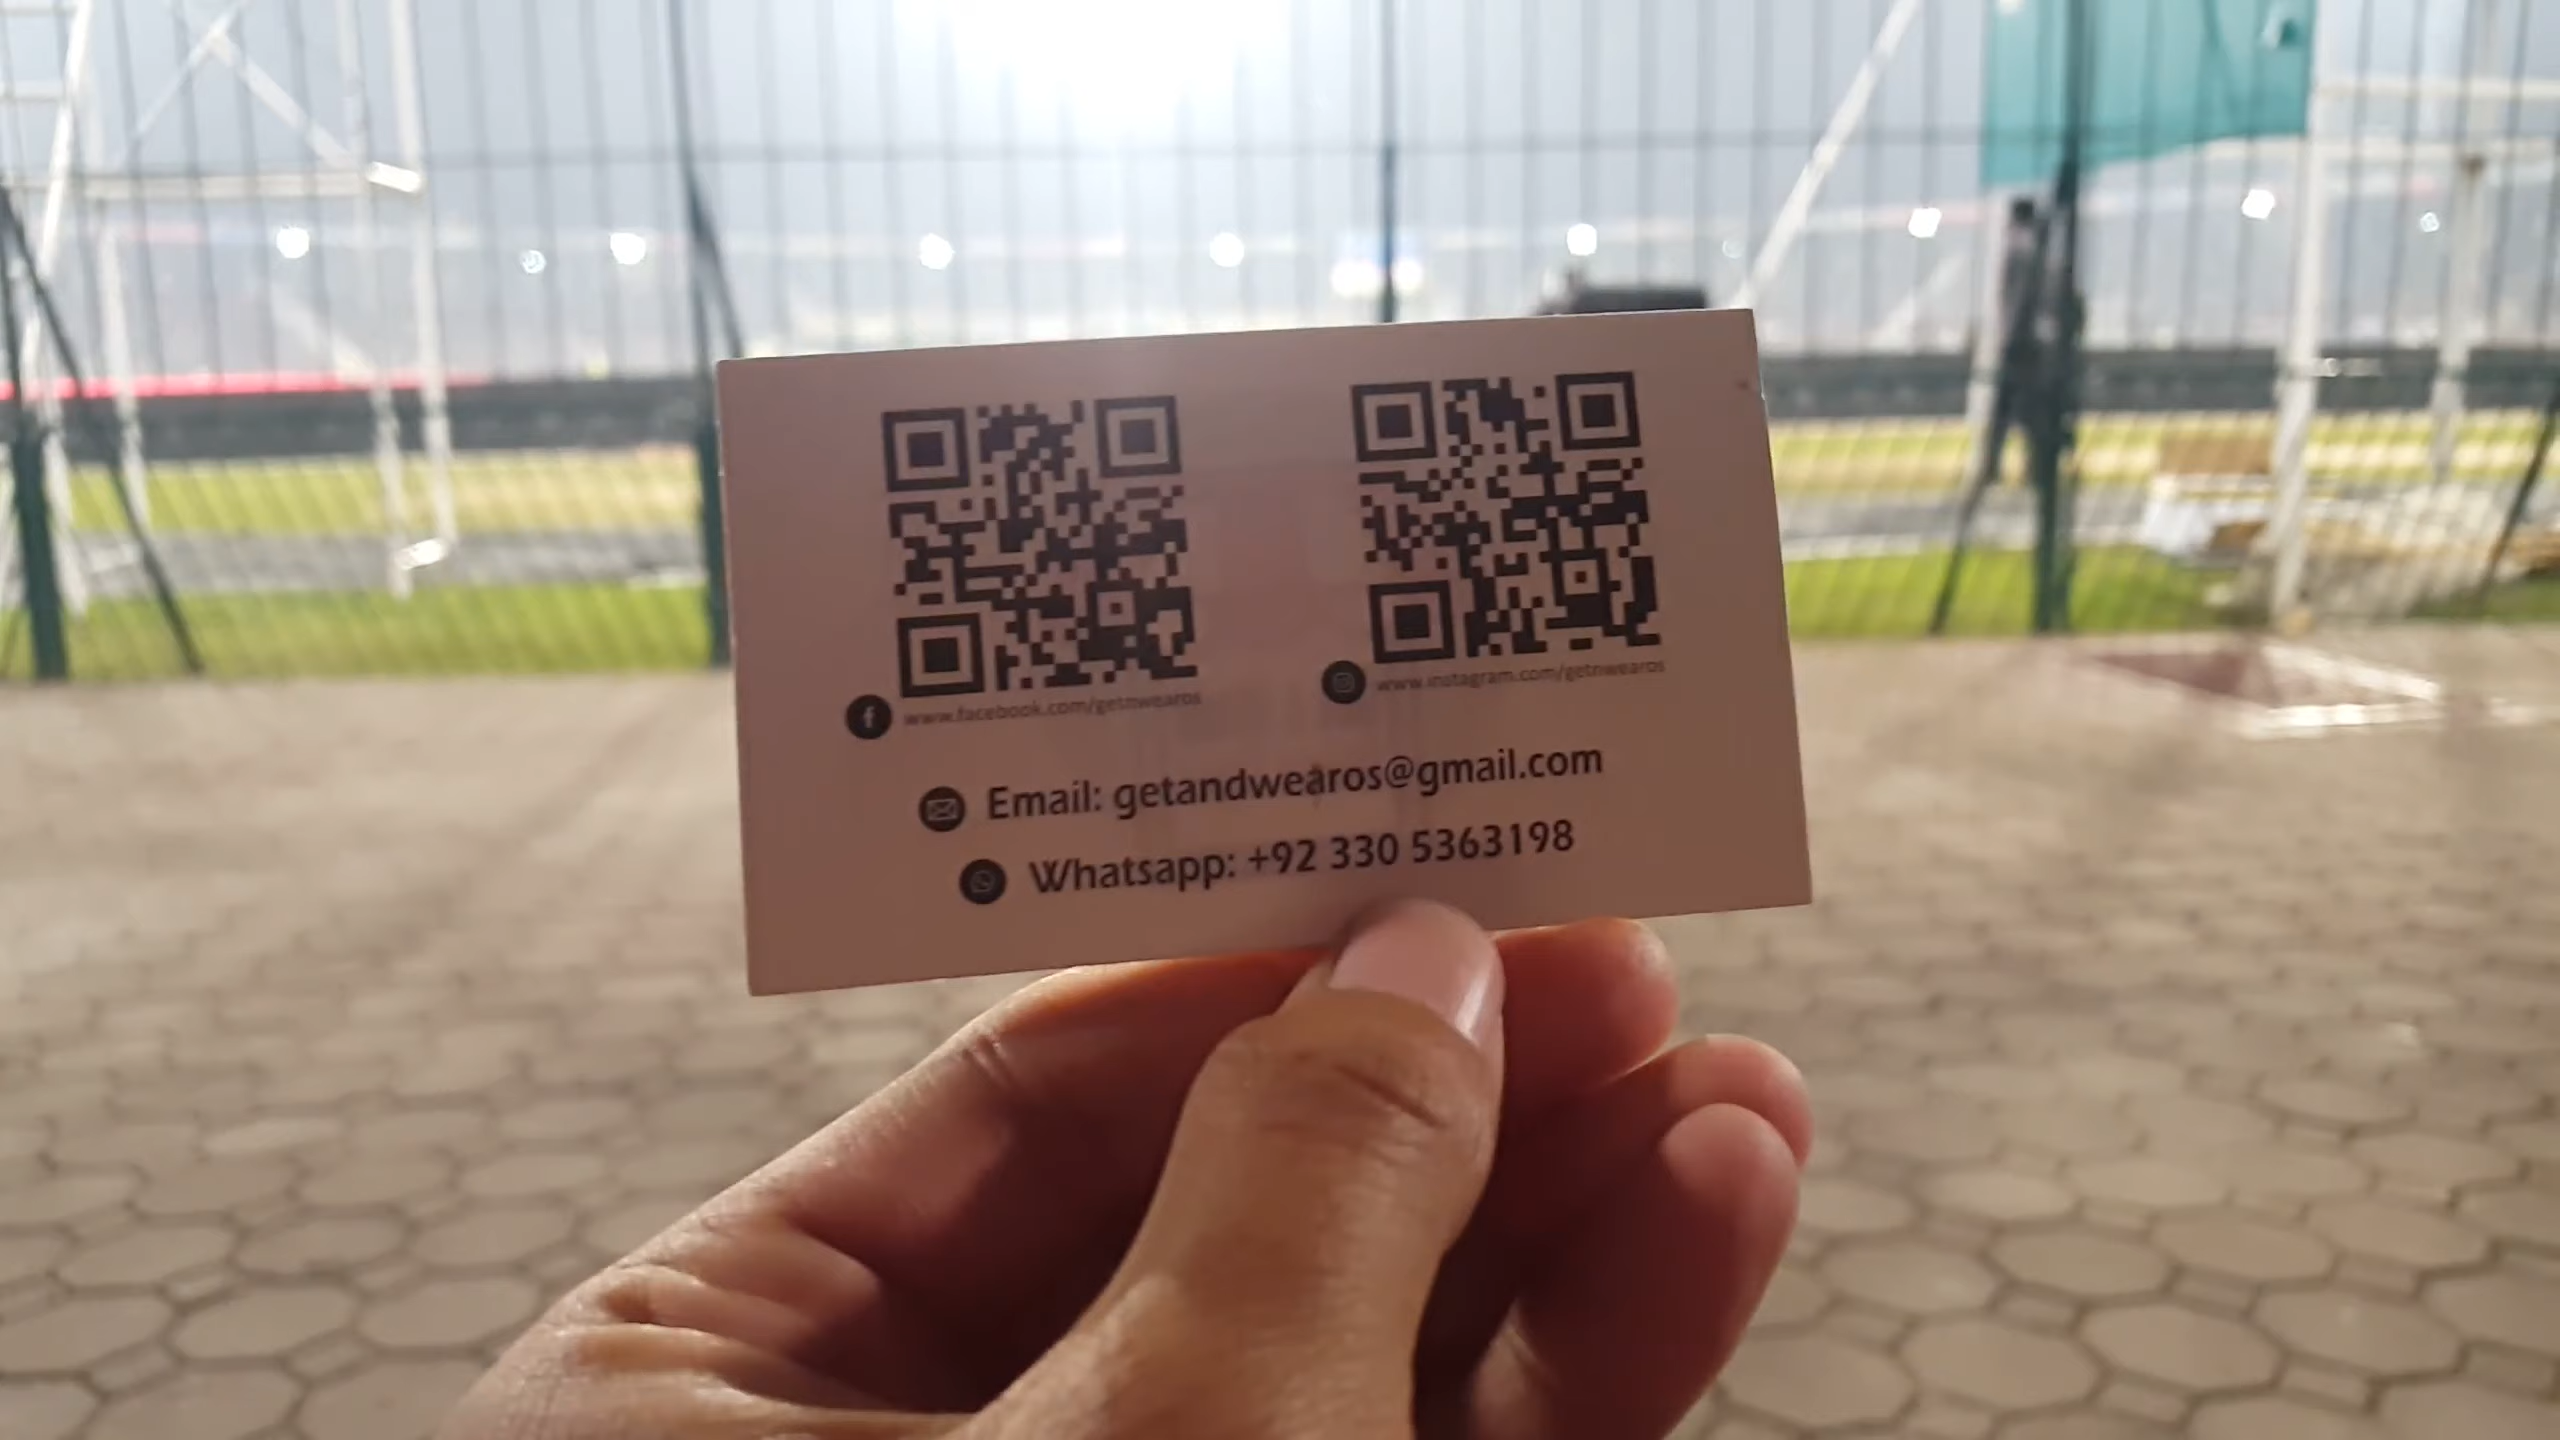 www.facebook.com/getnwearos
www.instagram.com/getnwearos
Email: getandwearos@gmail.com
Whatsapp: +92 330 5363198